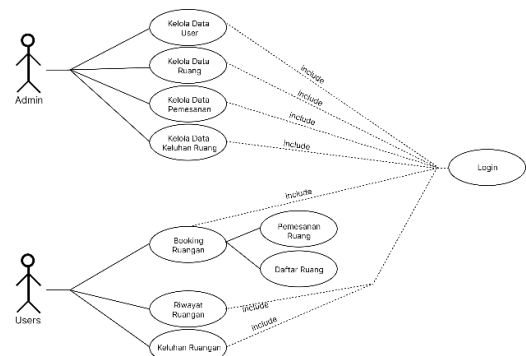 Kelola Data
User
include
Kelola Data
Ruang
include
Admin
Kelola Data
Pemesanan
include
Kelola Data
Keluhan Ruang
include
Login
include
Booking
Ruangan
Pemesanan
Ruang
Daftar Ruang
Users
Riwayat
Ruangan
include
Keluhan Ruangan
include